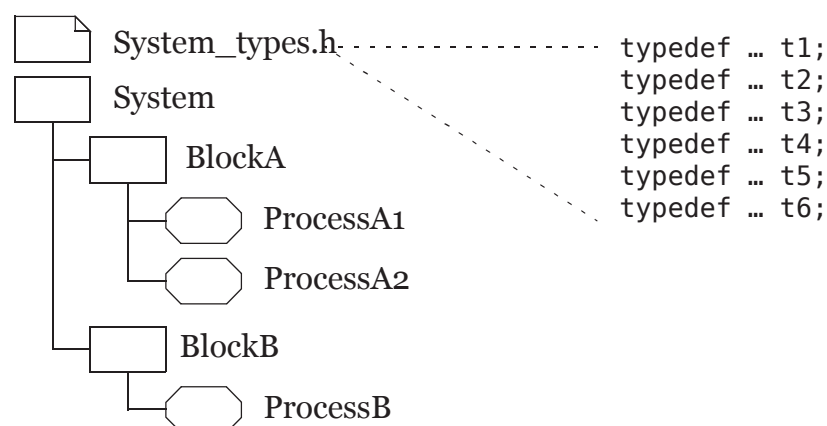 System_types.h
System
BlockA
ProcessA1
ProcessA2
BlockB
ProcessB
typedef … t1;
typedef … t2;
typedef … t3;
typedef … t4;
typedef … t5;
typedef … t6;